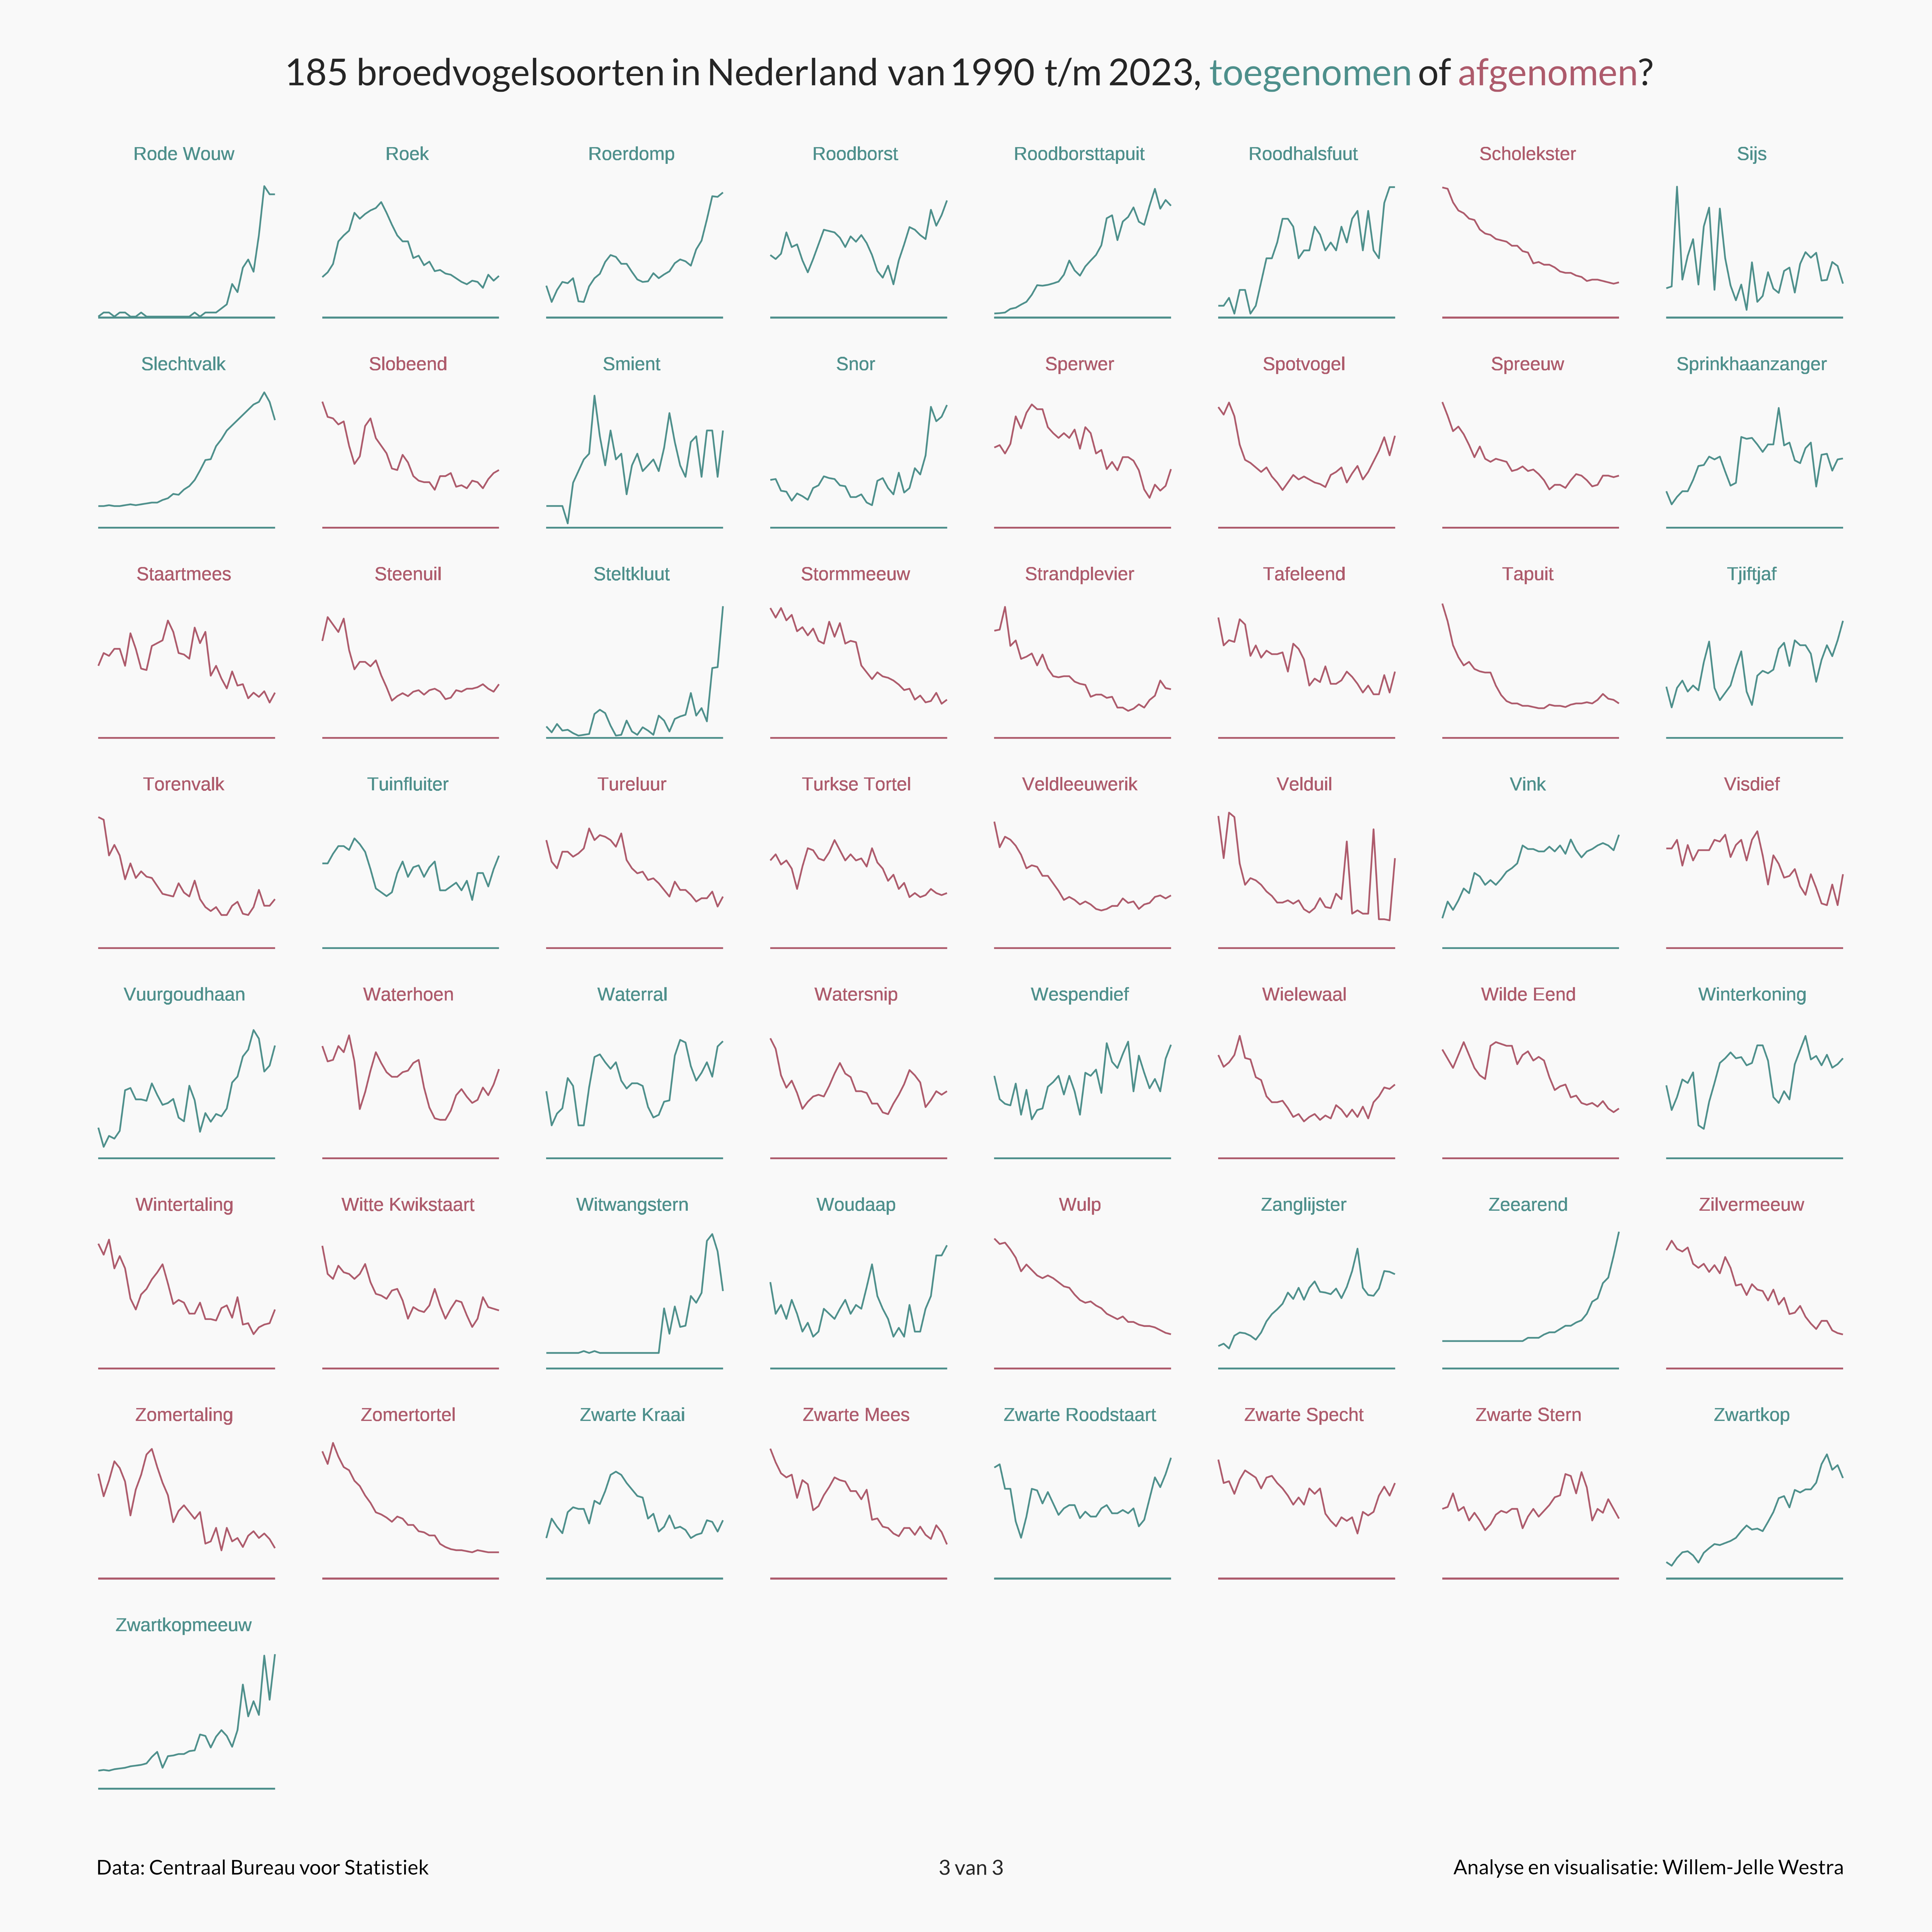 185 broedvogelsoorten in Nederland van 1990 t/m 2023, toegenomen of afgenomen?
Rode Wouw
Roek
Roerdomp
Roodborst
Roodborsttapuit
Roodhalsfuut
Scholekster
Sijs
Slechtvalk
Slobeend
Smient
Snor
Sperwer
Spotvogel
Spreeuw
Sprinkhaanzanger
Staartmees
Steenuil
Steltkluut
Stormmeeuw
Strandplevier
Tafeleend
Tapuit
Tjiftjaf
Torenvalk
Tuinfluiter
Tureluur
Turkse Tortel
Veldleeuwerik
Velduil
Vink
Visdief
Vuurgoudhaan
Waterhoen
Waterral
Watersnip
Wespendief
Wielewaal
Wilde Eend
Winterkoning
Wintertaling
Witte Kwikstaart
Witwangstern
Woudaap
Wulp
Zanglijster
Zeearend
Zilvermeeuw
Zomertaling
Zomertortel
Zwarte Kraai
Zwarte Mees
Zwarte Roodstaart
Zwarte Specht
Zwarte Stern
Zwartkop
Zwartkopmeeuw
Data: Centraal Bureau voor Statistiek
3 van 3
Analyse en visualisatie: Willem-Jelle Westra